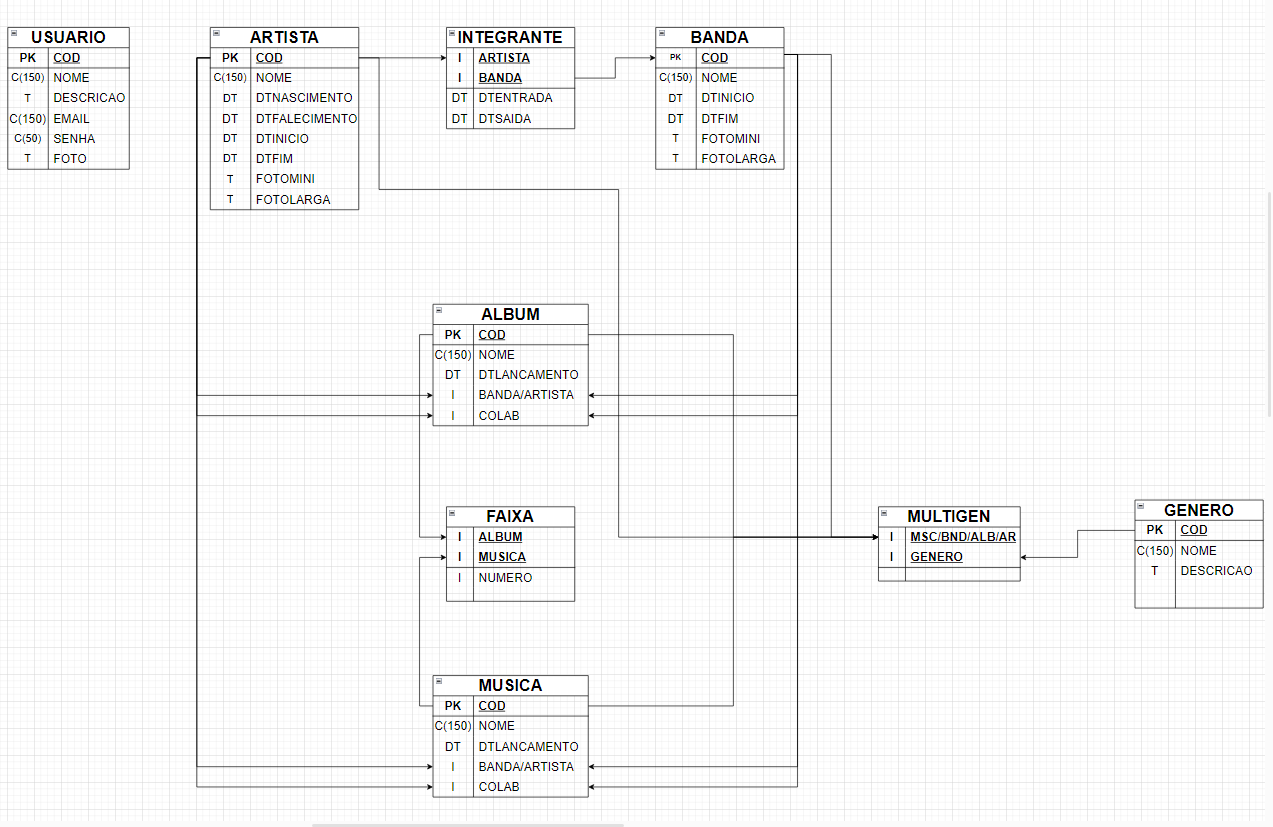 USUARIO
PK COD
C(150) NOME
T DESCRICAO
C(150) EMAIL
C(50) SENHA
T FOTO
ARTISTA
PK COD
C(150) NOME
DT DTNASCIMENTO
DT DTFALECIMENTO
DT DTINICIO
DT DTFIM
T FOTOMINI
T FOTOLARGA
INTEGRANTE
I ARTISTA
I BANDA
DT DTENTRADA
DT DTSAIDA
BANDA
PK COD
C(150) NOME
DT DTINICIO
DT DTFIM
T FOTOMINI
T FOTOLARGA
ALBUM
PK COD
C(150) NOME
DT DTLANCAMENTO
I BANDA/ARTISTA
I COLAB
FAIXA
I ALBUM
I MUSICA
I NUMERO
MULTIGEN
I MSC/BND/ALB/AR
I GENERO
GENERO
PK COD
C(150) NOME
T DESCRICAO
MUSICA
PK COD
C(150) NOME
DT DTLANCAMENTO
I BANDA/ARTISTA
I COLAB